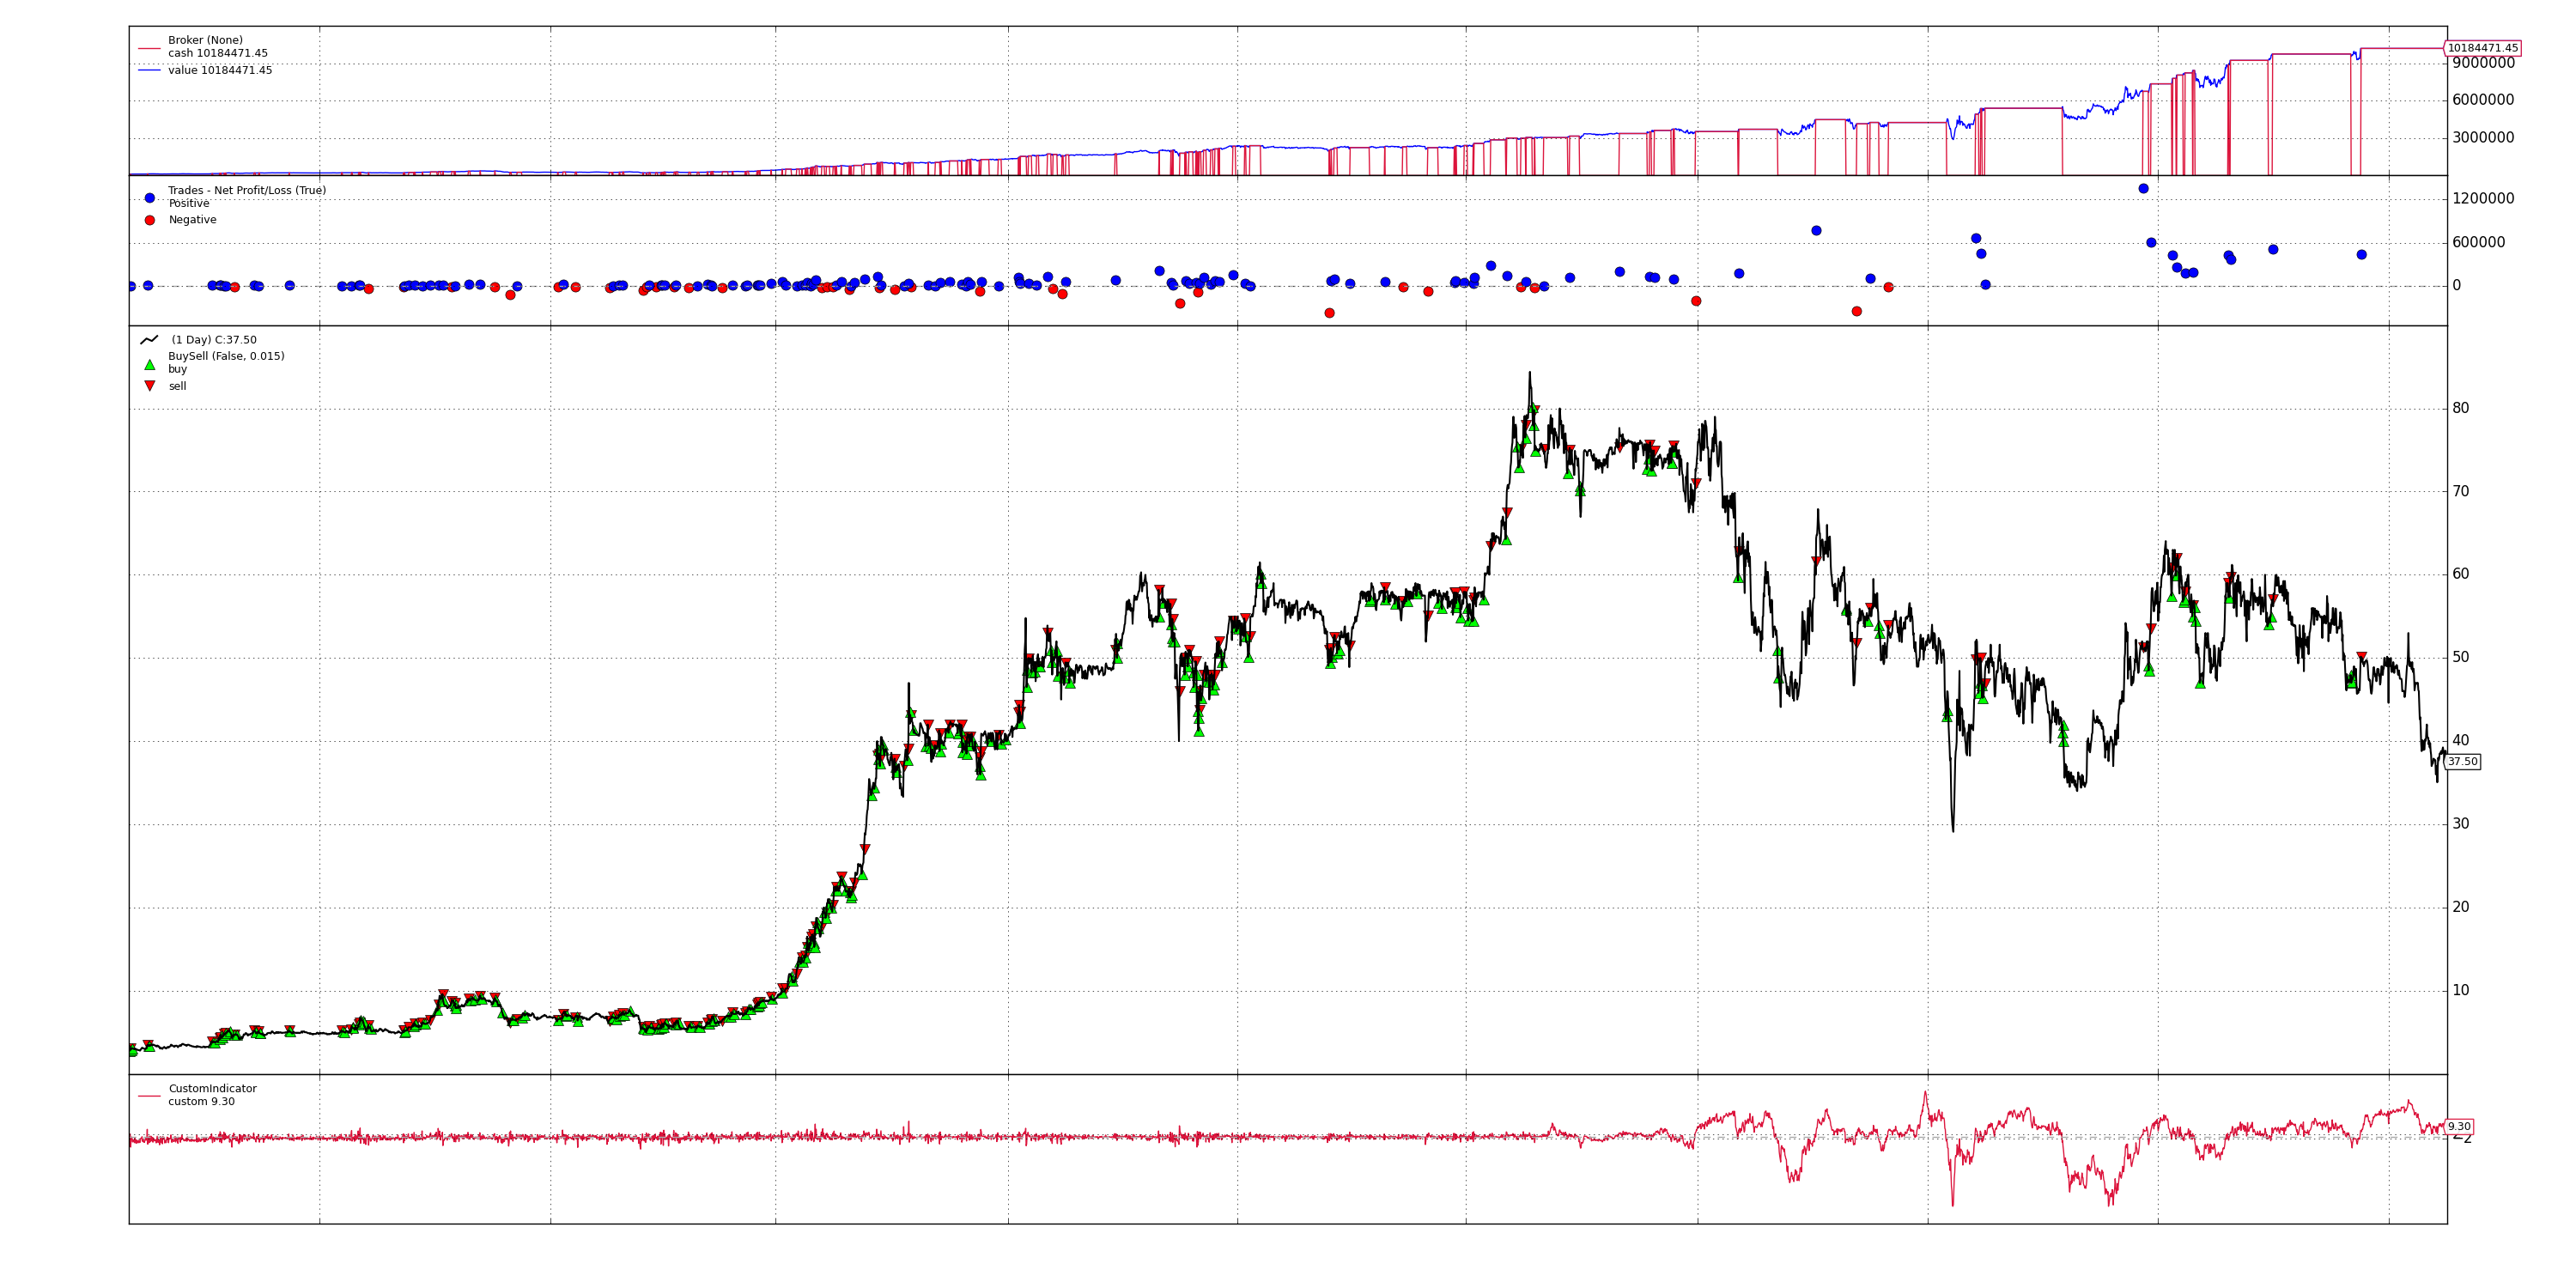 Broker (None)
cash 10184471.45
value 10184471.45
10184471.45
9000000
6000000
3000000
Trades - Net Profit/Loss (True)
Positive
Negative
1200000
600000
0
(1 Day) C:37.50
BuySell (False, 0.015)
buy
sell
80
70
60
50
40
37.50
30
20
10
CustomIndicator
custom 9.30
9.30